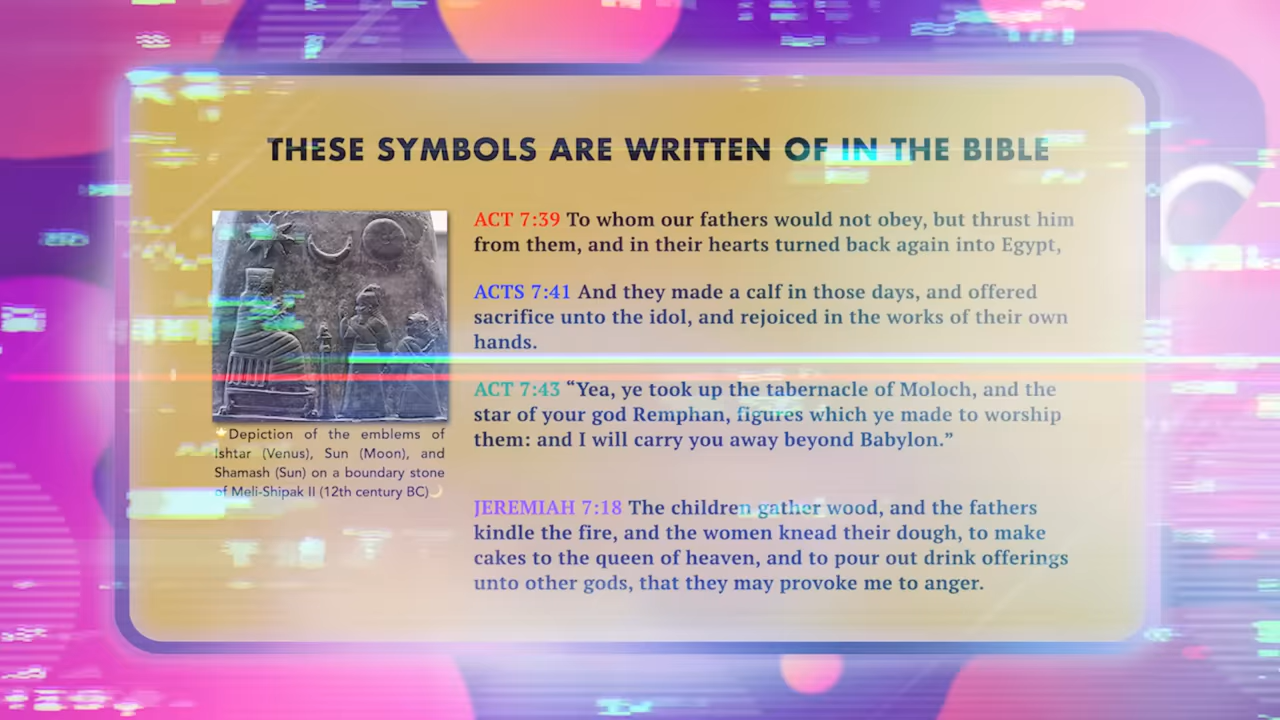 THESE SYMBOLS ARE WRITTEN OF IN THE BIBLE
ACT 7:39 To whom our fathers would not obey, but thrust him
from them, and in their hearts turned back again into Egypt,
ACTS 7:41 And they made a calf in those days, and offered
sacrifice unto the idol, and rejoiced in the works of their own
hands.
ACT 7:43 “Yea, ye took up the tabernacle of Moloch, and the
star of your god Remphan, figures which ye made to worship
them: and I will carry you away beyond Babylon.”
JEREMIAH 7:18 The children gather wood, and the fathers
kindle the fire, and the women knead their dough, to make
cakes to the queen of heaven, and to pour out drink offerings
unto other gods, that they may provoke me to anger.
Depiction of the emblems of
Ishtar (Venus), Sun (Moon), and
Shamash (Sun) on a boundary stone
of Meli-Shipak II (12th century BC)